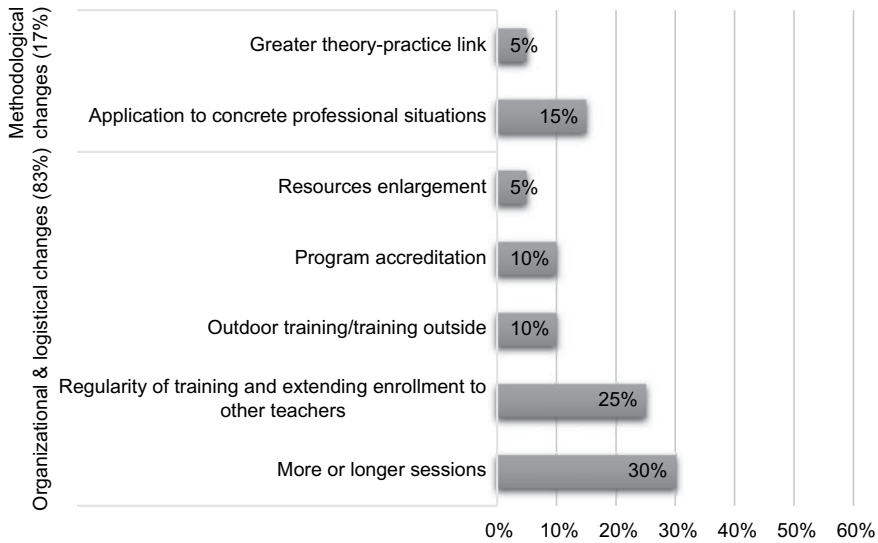 Methodological
changes (17%)
Greater theory-practice link
5%
Application to concrete professional situations
15%
Organizational & logistical changes (83%)
Resources enlargement
5%
Program accreditation
10%
Outdoor training/training outside
10%
Regularity of training and extending enrollment to
other teachers
25%
More or longer sessions
30%
0% 10% 20% 30% 40% 50% 60%